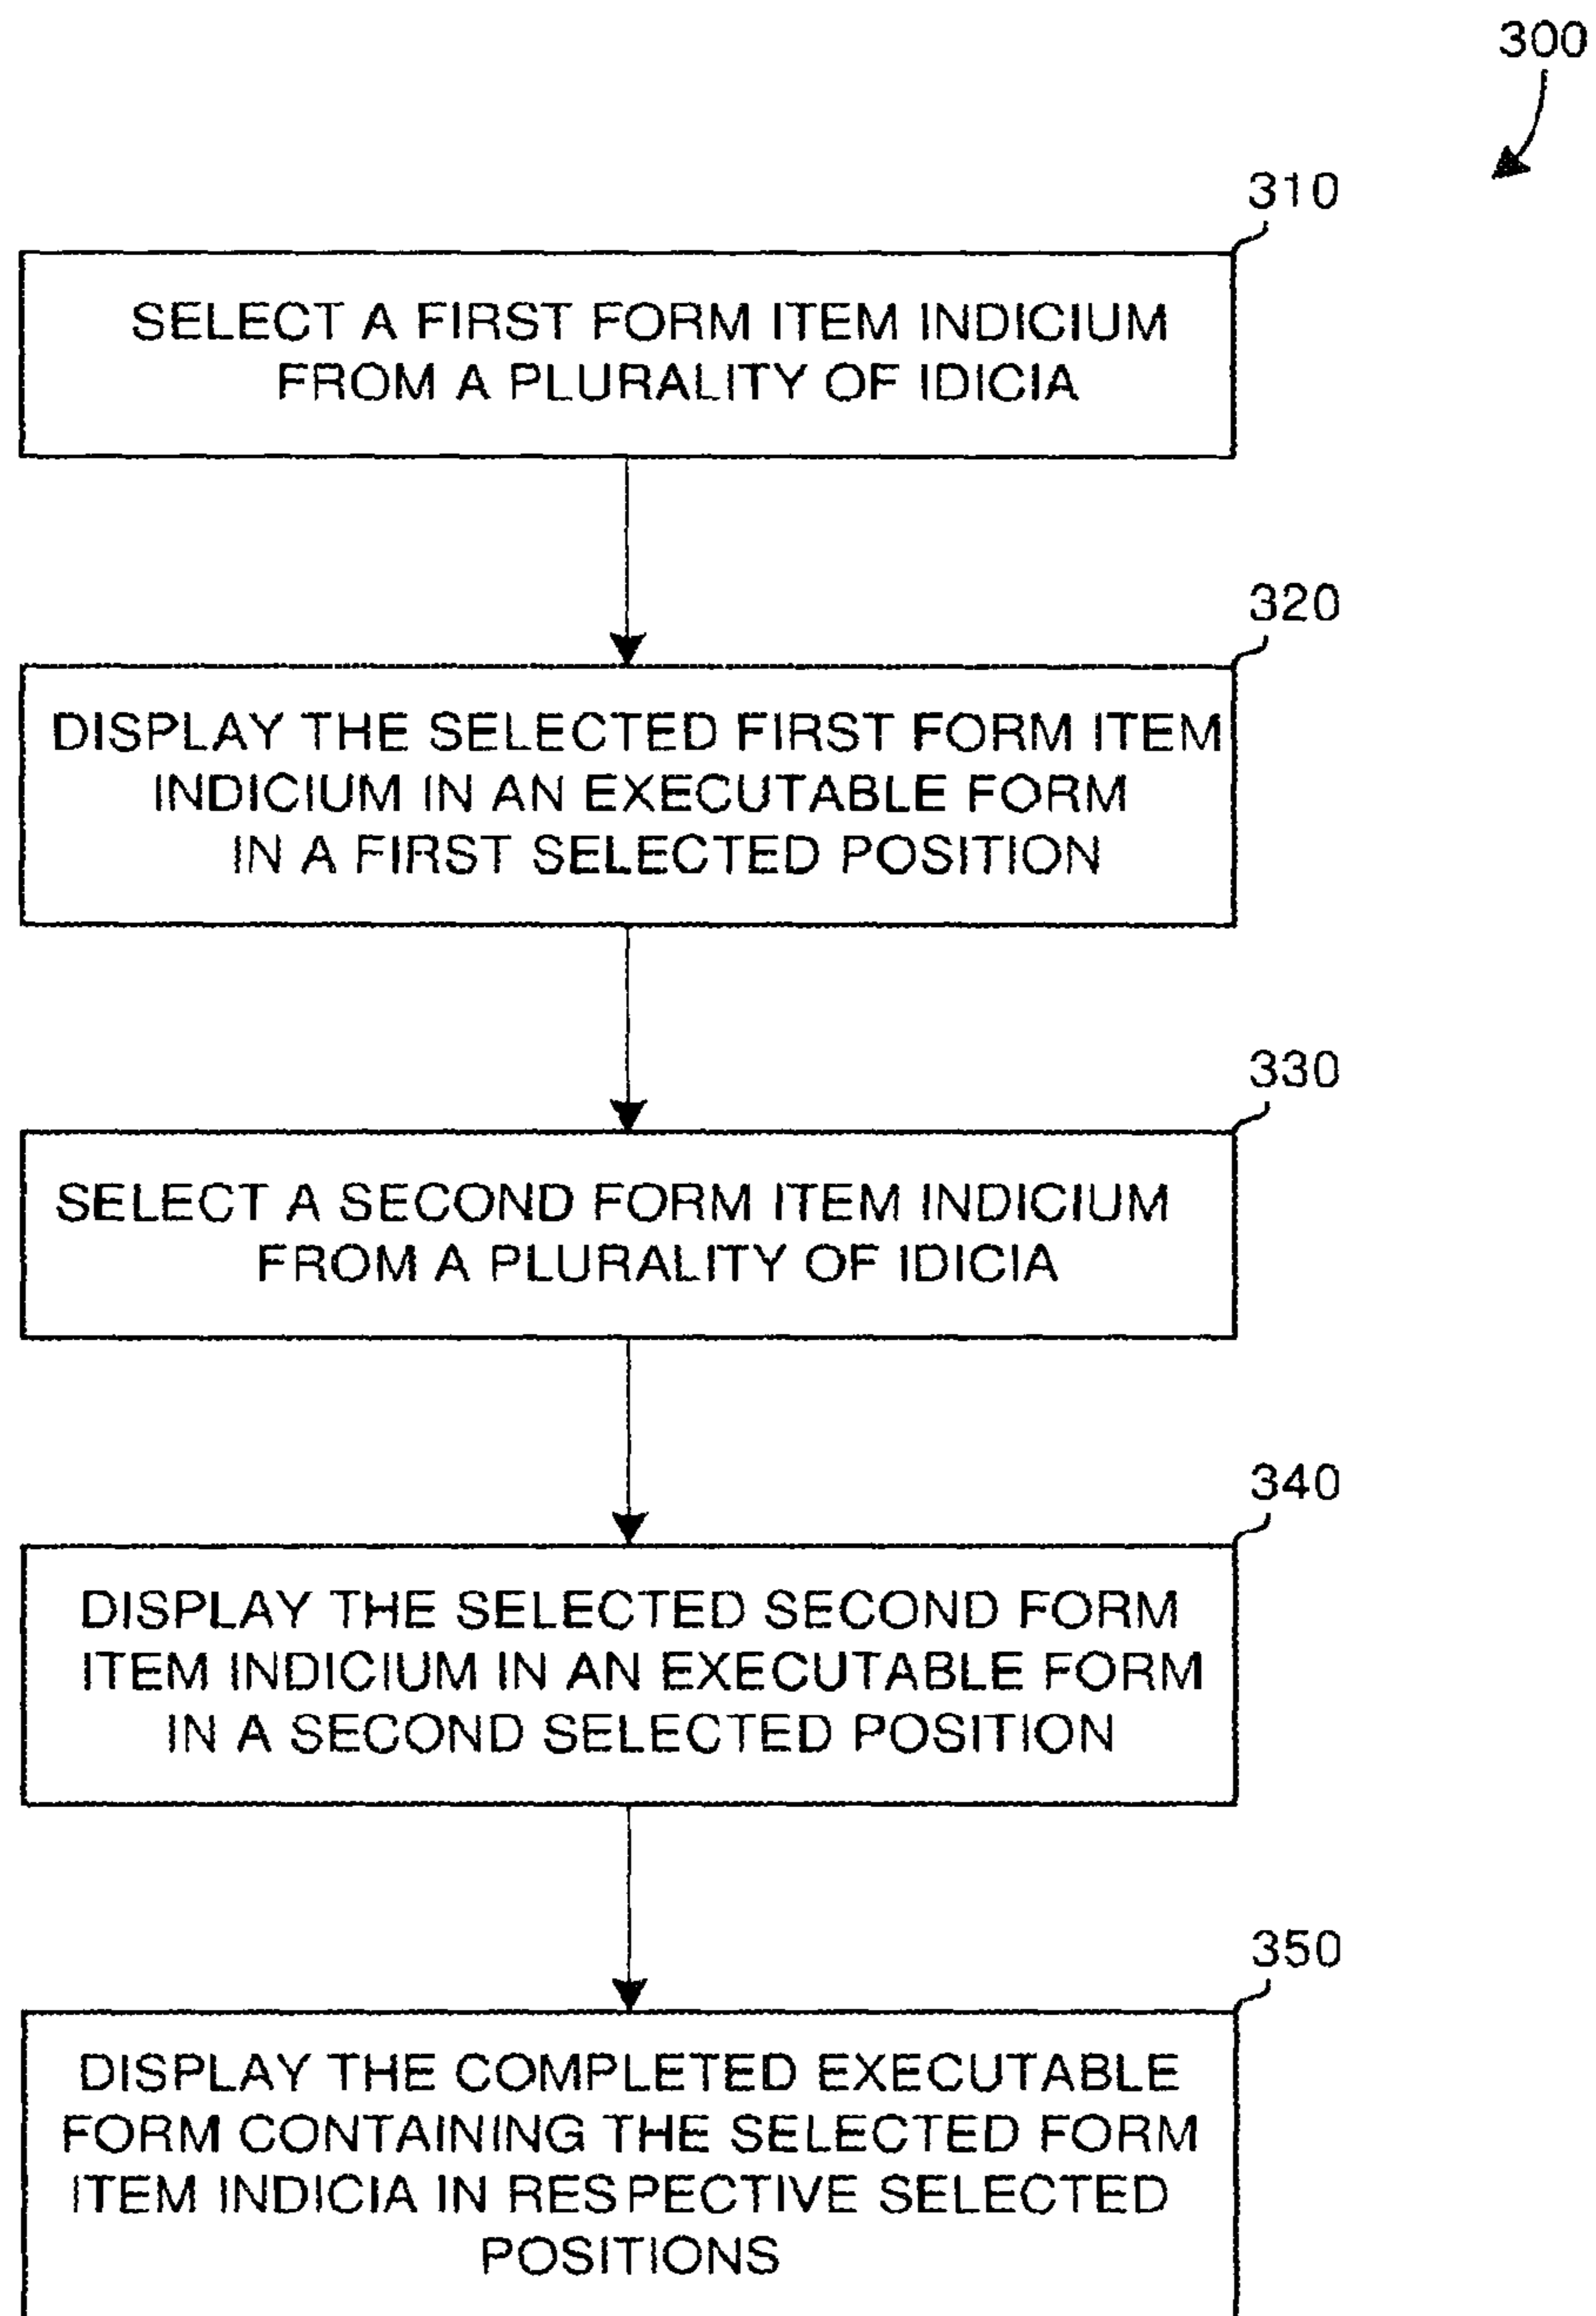 300
310
SELECT A FIRST FORM ITEM INDICIUM
FROM A PLURALITY OF IDICIA
320
DISPLAY THE SELECTED FIRST FORM ITEM
INDICIUM IN AN EXECUTABLE FORM
IN A FIRST SELECTED POSITION
330
SELECT A SECOND FORM ITEM INDICIUM
FROM A PLURALITY OF IDICIA
340
DISPLAY THE SELECTED SECOND FORM
ITEM INDICIUM IN AN EXECUTABLE FORM
IN A SECOND SELECTED POSITION
350
DISPLAY THE COMPLETED EXECUTABLE
FORM CONTAINING THE SELECTED FORM
ITEM INDICIA IN RESPECTIVE SELECTED
POSITIONS